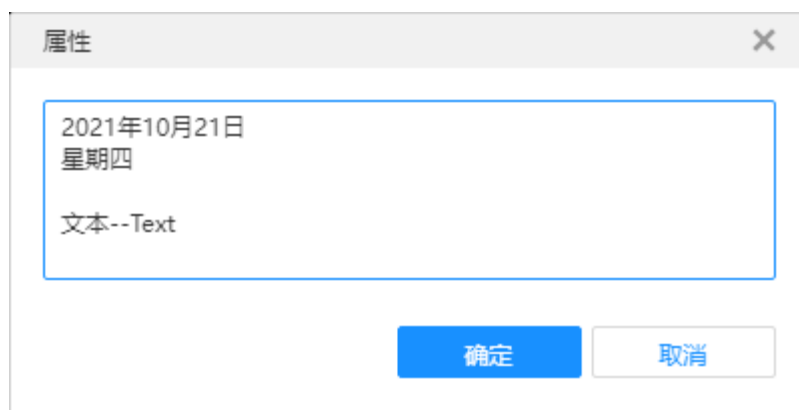 属性
2021年10月21日
星期四

文本--Text
确定
取消